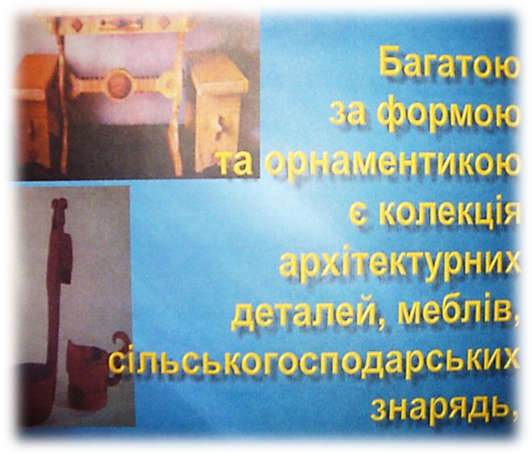 Багатою
за формою
та орнаментикою
є колекція
архітектурних
деталей, меблів,
сільськогосподарських
знарядь,